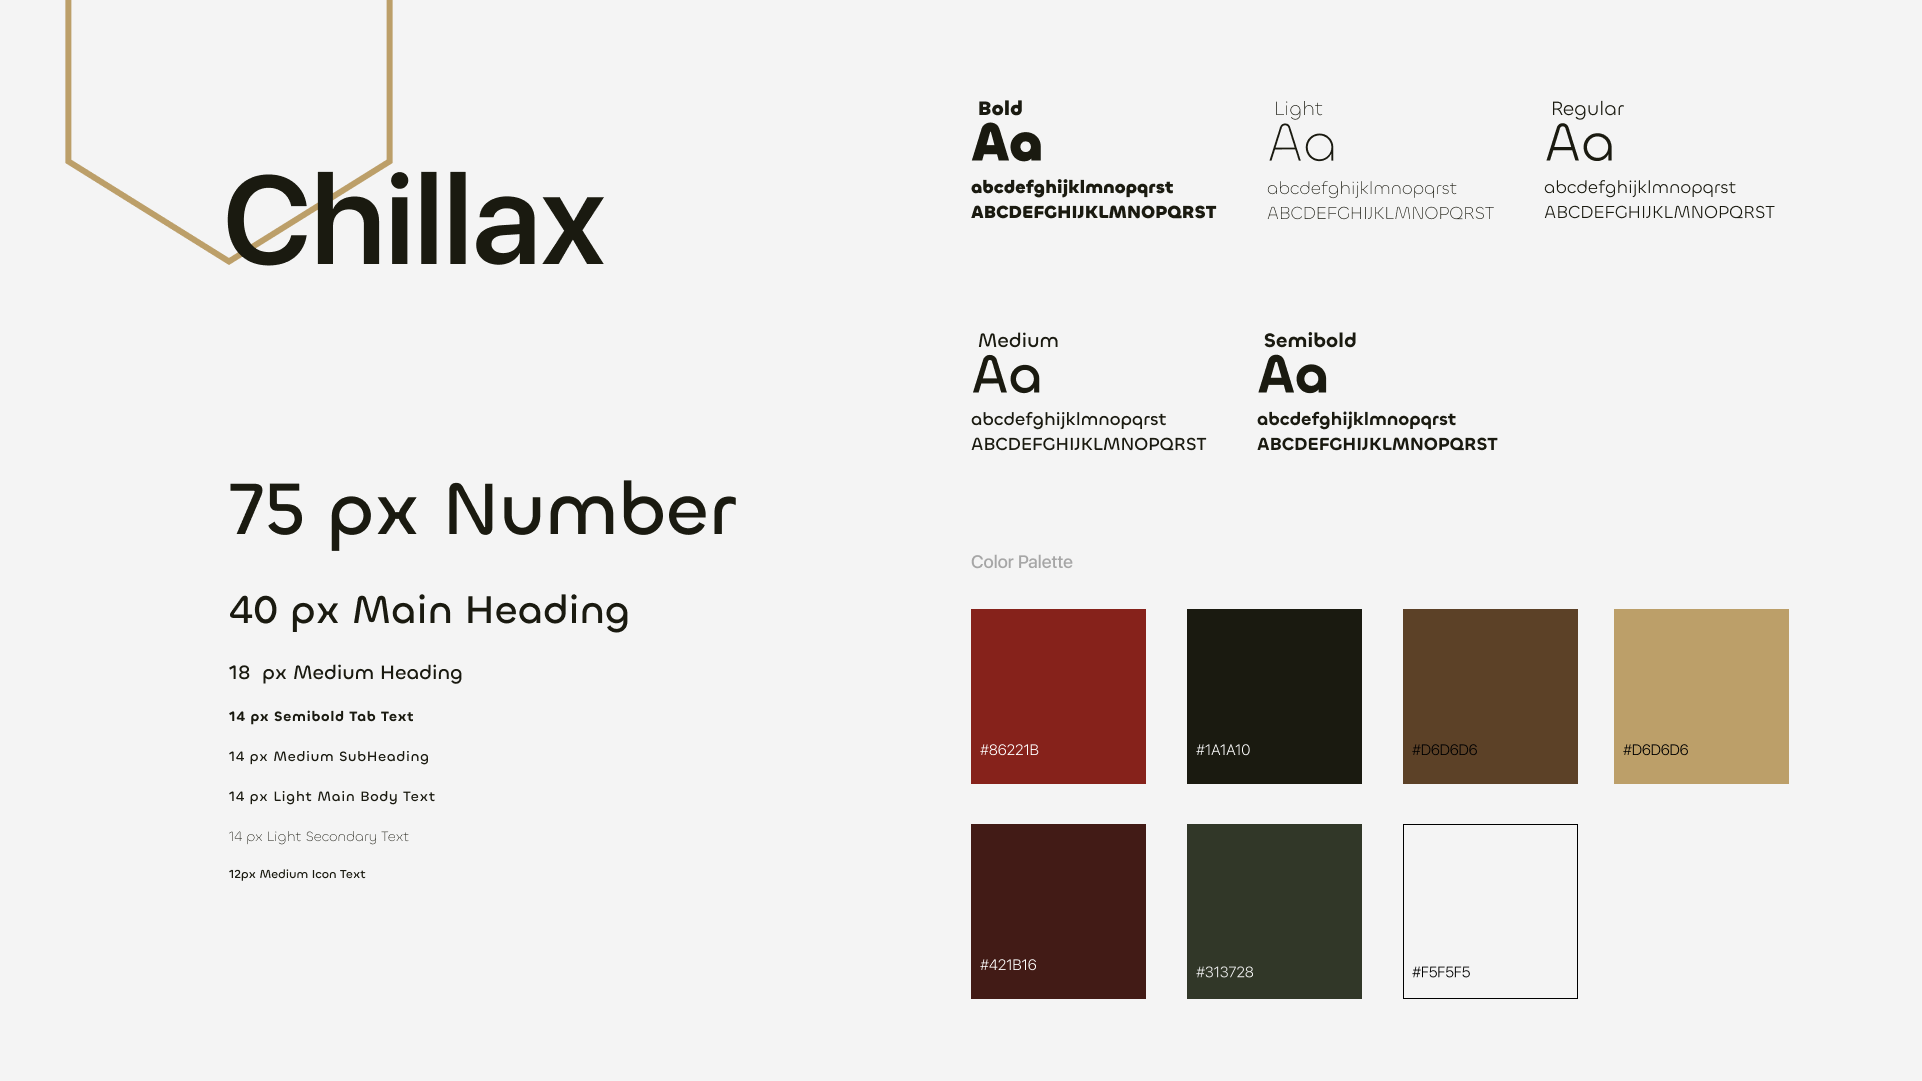 Chillax
75 px Number
40 px Main Heading
18  px Medium Heading
14 px Semibold Tab Text
14 px Medium SubHeading
14 px Light Main Body Text
14 px Light Secondary Text
12px Medium Icon Text
Bold
Aa
abcdefghijklmnopqrst
ABCDEFGHIJKLMNOPQRST
Light
Aa
abcdefghijklmnopqrst
ABCDEFGHIJKLMNOPQRST
Regular
Aa
abcdefghijklmnopqrst
ABCDEFGHIJKLMNOPQRST
Medium
Aa
abcdefghijklmnopqrst
ABCDEFGHIJKLMNOPQRST
Semibold
Aa
abcdefghijklmnopqrst
ABCDEFGHIJKLMNOPQRST
Color Palette
#86221B
#1A1A10
#D6D6D6
#D6D6D6
#421B16
#313728
#F5F5F5